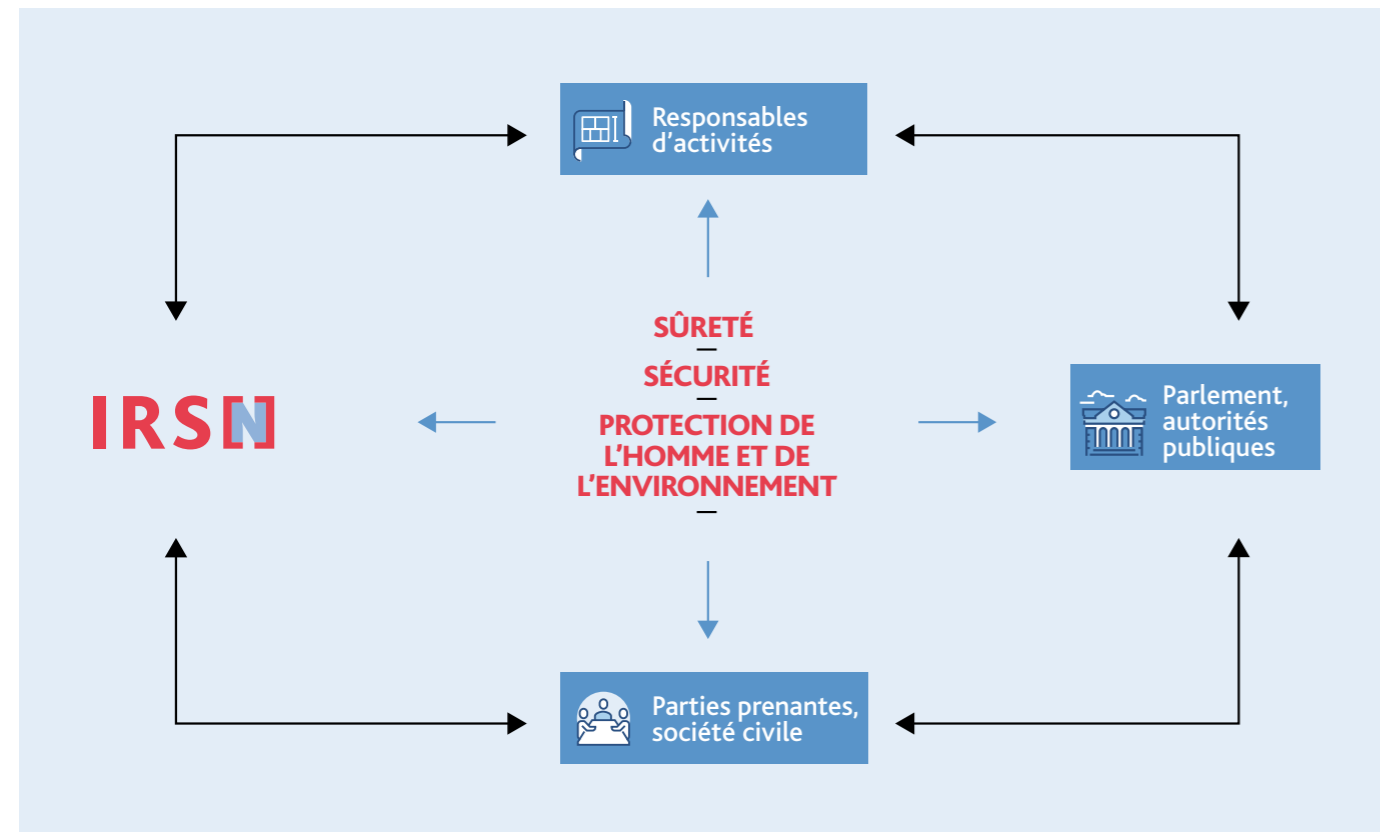 Responsables
d’activités
SÛRETÉ
SÉCURITÉ
PROTECTION DE
L’HOMME ET DE
L’ENVIRONNEMENT
IRSN
Parlement,
autorités
publiques
Parties prenantes,
société civile